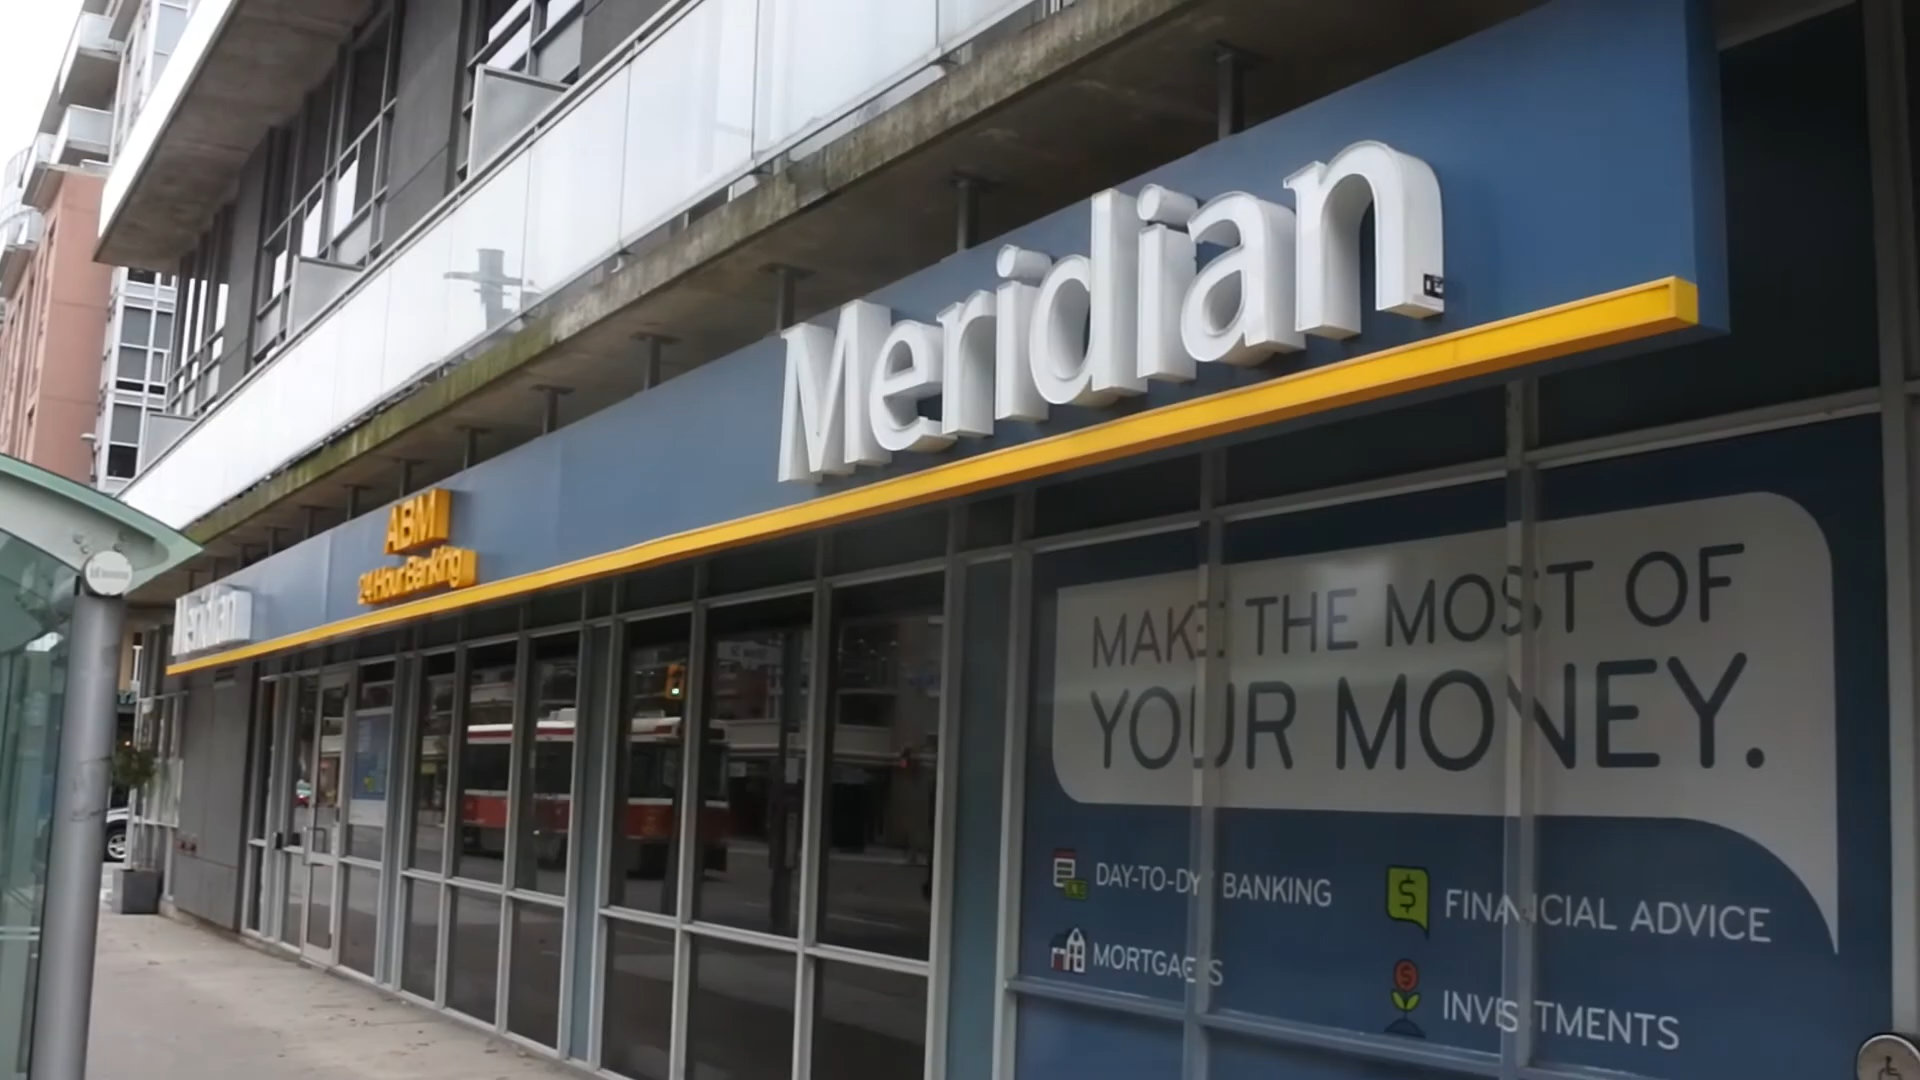 Meridian
ABM
24 Hour Banking
Meridian
MAKE THE MOST OF
YOUR MONEY.
DAY-TO-DY BANKING
FINANCIAL ADVICE
MORTGAGES
INVESTMENTS